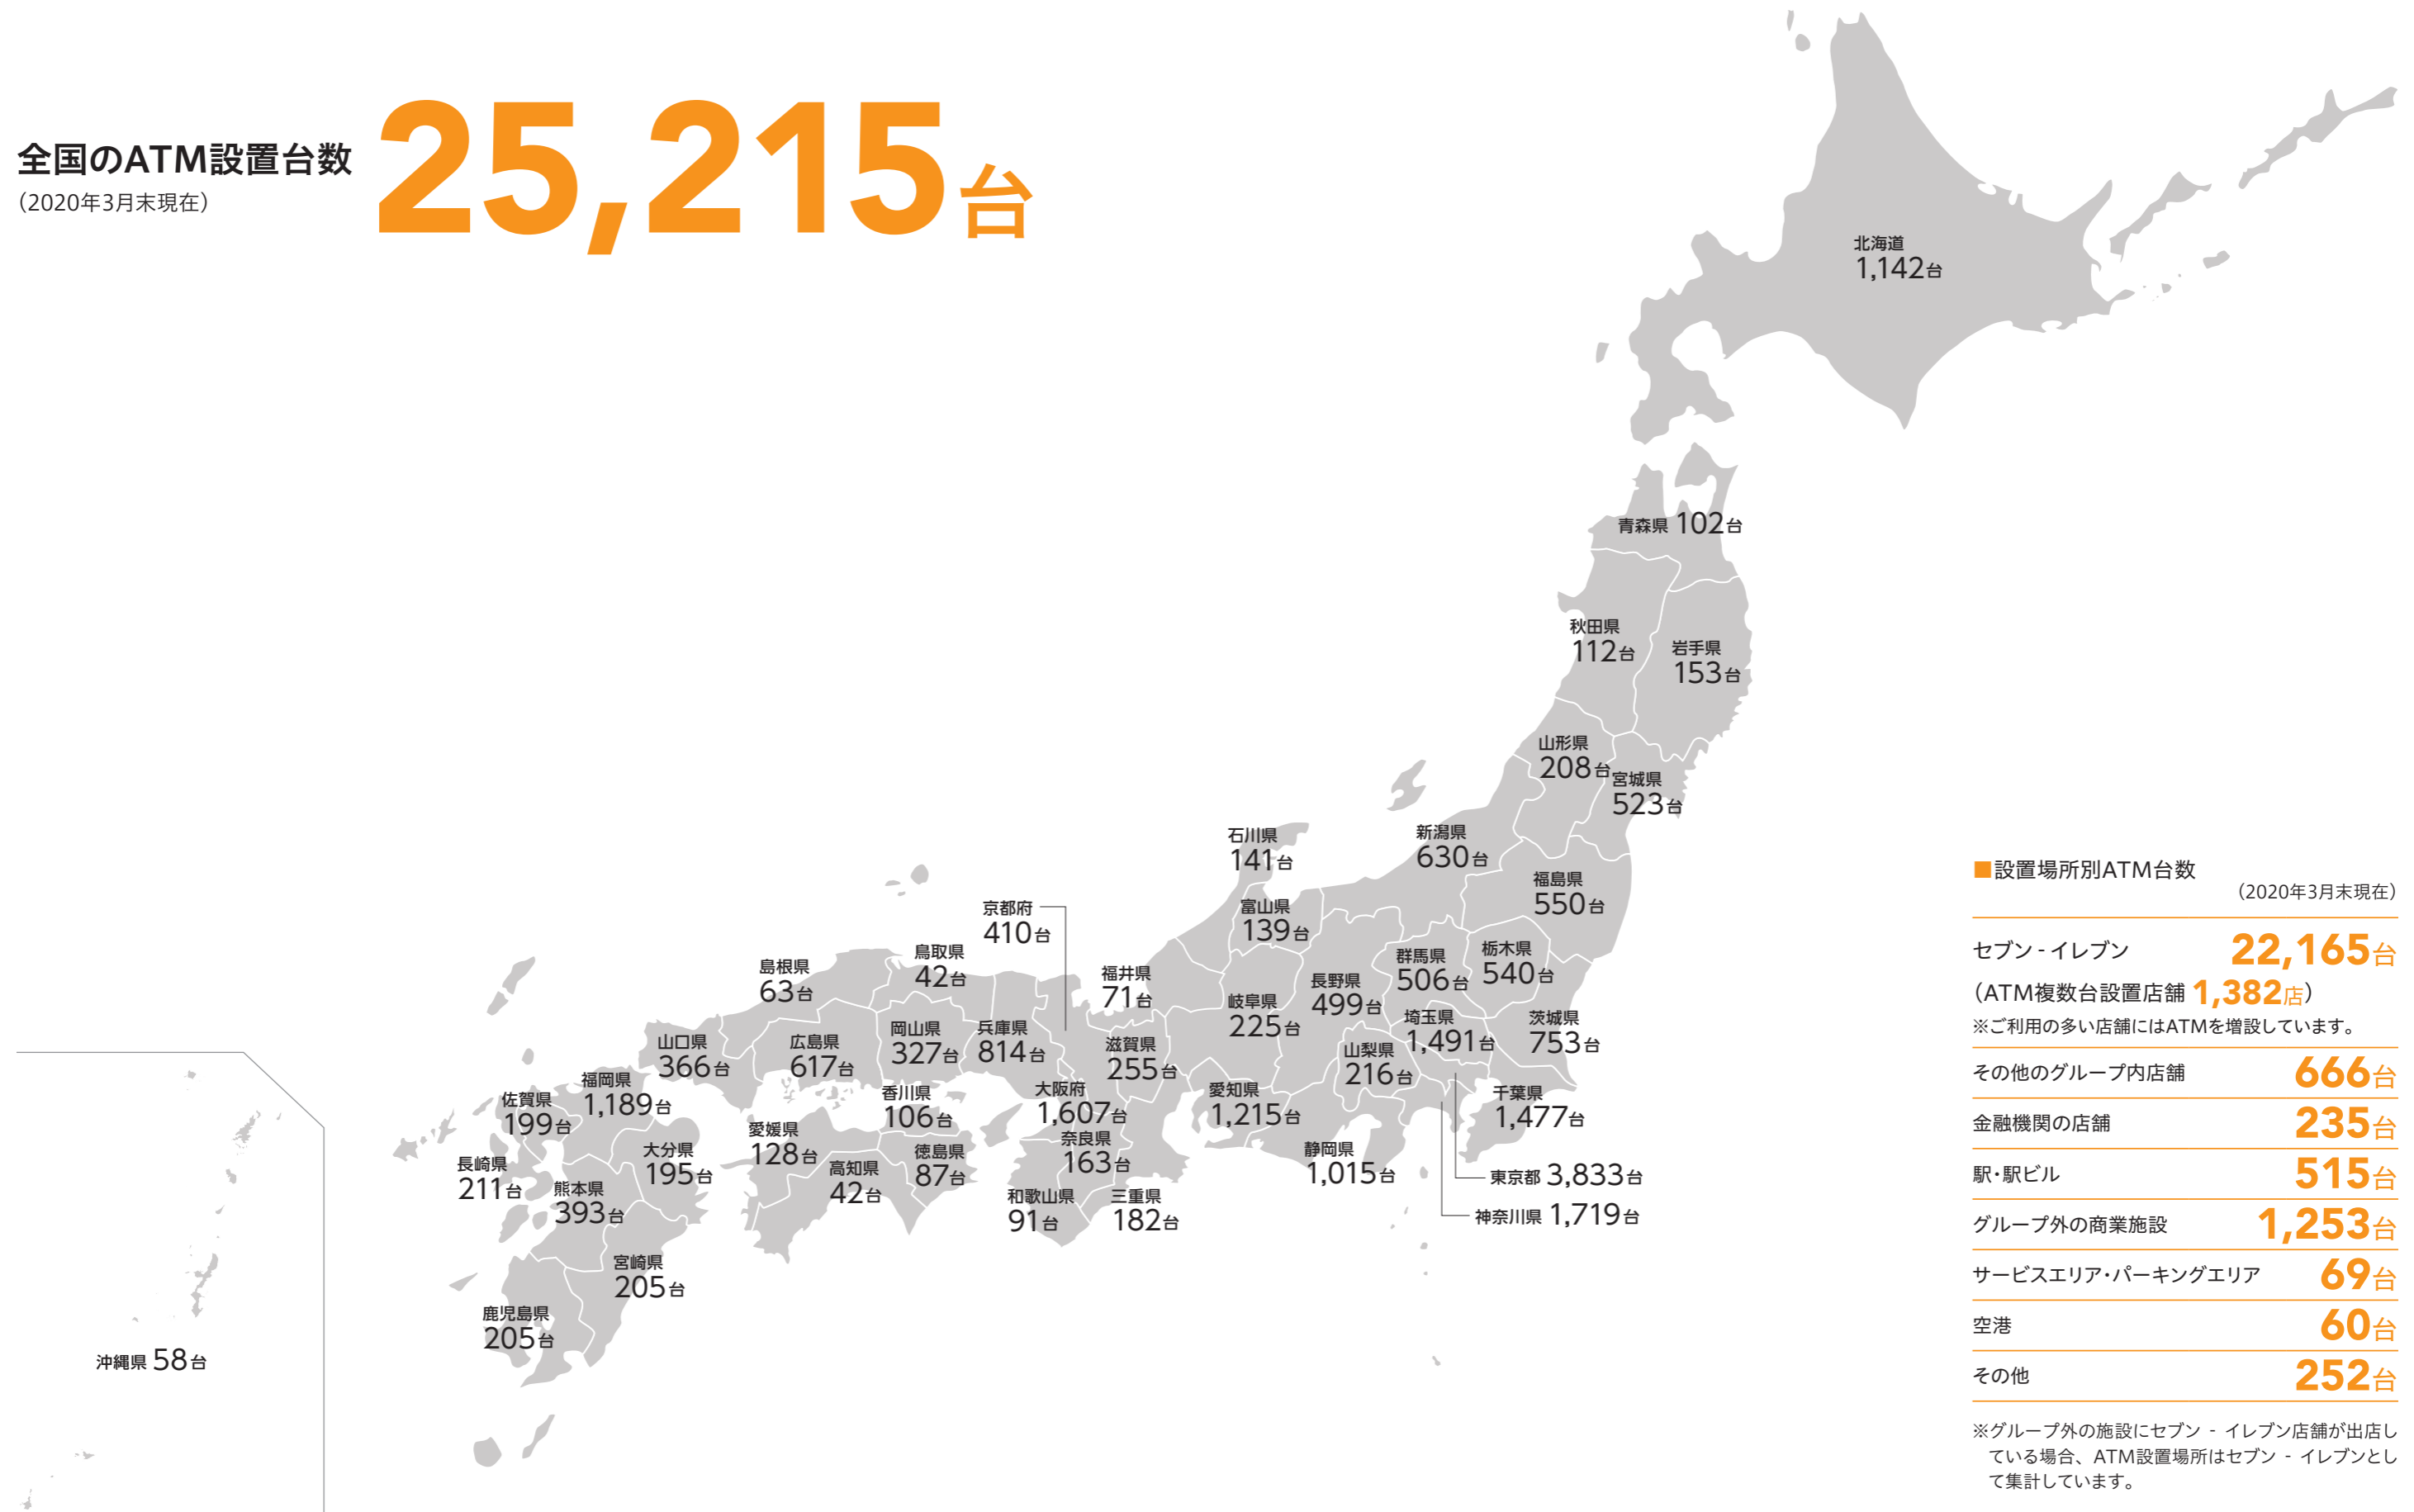 全国のATM設置台数
（2020年3月末現在）
25,215台
北海道
1,142台
青森県 102台
秋田県
112台
岩手県
153台
山形県
208台
宮城県
523台
石川県
141台
新潟県
630台
福島県
550台
富山県
139台
京都府
410台
鳥取県
42台
島根県
63台
福井県
71台
岐阜県
225台
長野県
499台
群馬県
506台
栃木県
540台
山口県
366台
広島県
617台
岡山県
327台
兵庫県
814台
滋賀県
255台
山梨県
216台
埼玉県
1,491台
茨城県
753台
福岡県
1,189台
佐賀県
199台
香川県
106台
大阪府
1,607台
愛知県
1,215台
千葉県
1,477台
長崎県
211台
大分県
195台
愛媛県
128台
高知県
42台
徳島県
87台
奈良県
163台
静岡県
1,015台
熊本県
393台
和歌山県
91台
三重県
182台
東京都 3,833台
神奈川県 1,719台
宮崎県
205台
鹿児島県
205台
沖縄県 58台
■設置場所別ATM台数
（2020年3月末現在）
セブン‐イレブン 22,165台
（ATM複数台設置店舗 1,382店）
※ご利用の多い店舗にはATMを増設しています。
その他のグループ内店舗 666台
金融機関の店舗 235台
駅・駅ビル 515台
グループ外の商業施設 1,253台
サービスエリア・パーキングエリア 69台
空港 60台
その他 252台
※グループ外の施設にセブン‐イレブン店舗が出店し
ている場合、ATM設置場所はセブン‐イレブンとし
て集計しています。